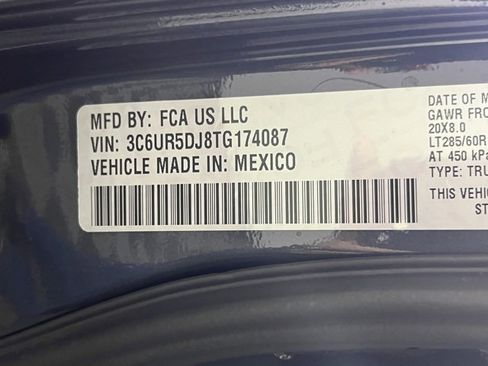 MFD BY: FCA US LLC
VIN: 3C6UR5DJ8TG174087
VEHICLE MADE IN: MEXICO
DATE OF M
GAWR FRO
20X8.0
LT285/60R
AT 450 kPa
TYPE: TRU
THIS VEHIC
ST